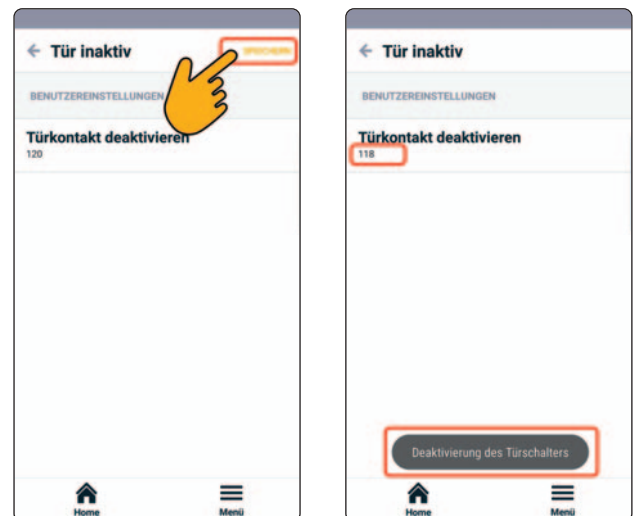 Tür inaktiv
SPEICHERN
BENUTZEREINSTELLUNGEN
Türkontakt deaktivieren
120
Home
Menü
Tür inaktiv
BENUTZEREINSTELLUNGEN
Türkontakt deaktivieren
118
Deaktivierung des Türschalters
Home
Menü